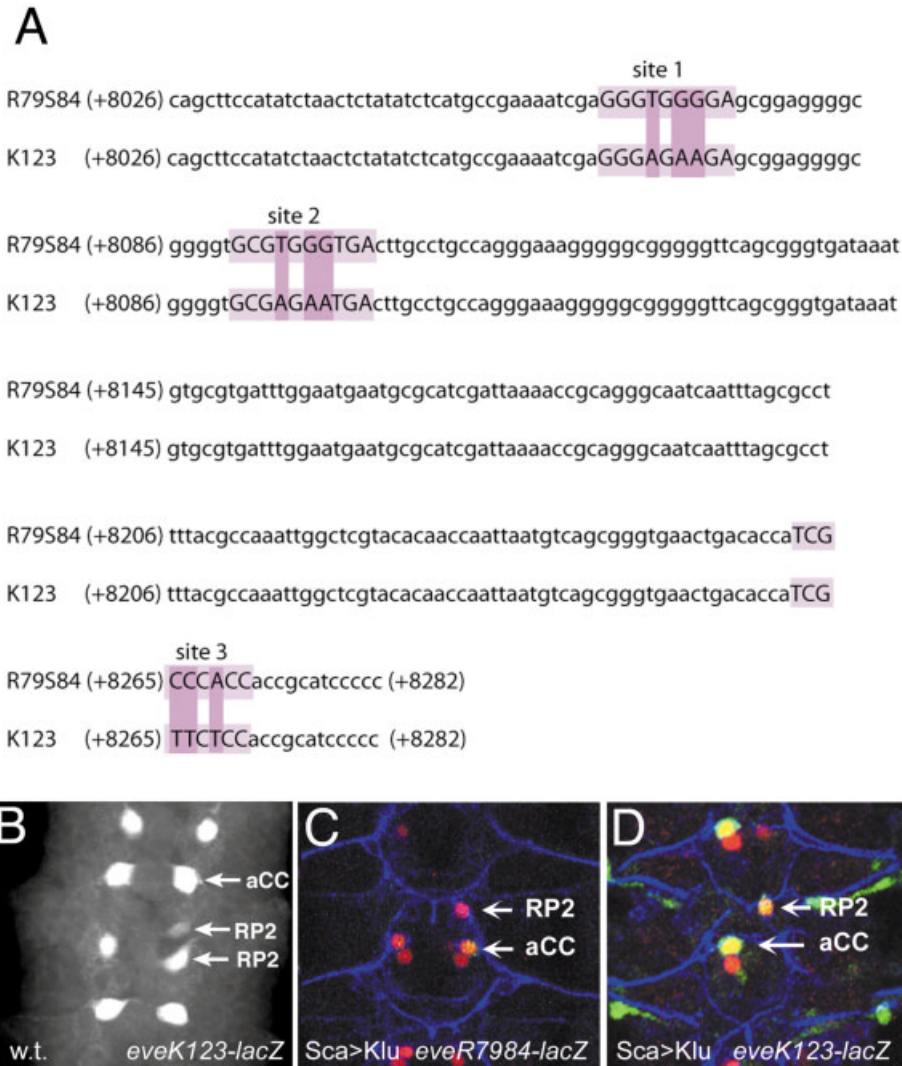 A
site 1
R79S84 (+8026) cagcttccatatctaactctatatctcatgccgaaaatcgaGGGTGGGGAgcggaggggc
K123 (+8026) cagcttccatatctaactctatatctcatgccgaaaatcgaGGGAGAAGAgcggaggggc
site 2
R79S84 (+8086) ggggtGCGTGGGTGActtgcctgccagggaaagggggcgggggttcagcgggtgataaat
K123 (+8086) ggggtGCGAGAATGActtgcctgccagggaaagggggcgggggttcagcgggtgataaat
R79S84 (+8145) gtgcgtgatttggaatgaatgcgcatcgattaaaaccgcagggcaatcaatttagcgcct
K123 (+8145) gtgcgtgatttggaatgaatgcgcatcgattaaaaccgcagggcaatcaatttagcgcct
R79S84 (+8206) tttacgccaaattggctcgtacacaaccaattaatgtcagcgggtgaactgacaccaTCG
K123 (+8206) tttacgccaaattggctcgtacacaaccaattaatgtcagcgggtgaactgacaccaTCG
site 3
R79S84 (+8265) CCCACCaccgcatccccc (+8282)
K123 (+8265) TTCTCCaccgcatccccc (+8282)
B
aCC
RP2
RP2
w.t. eveK123-lacZ
C
RP2
aCC
Sca>Klu eveR7984-lacZ
D
RP2
aCC
Sca>Klu eveK123-lacZ